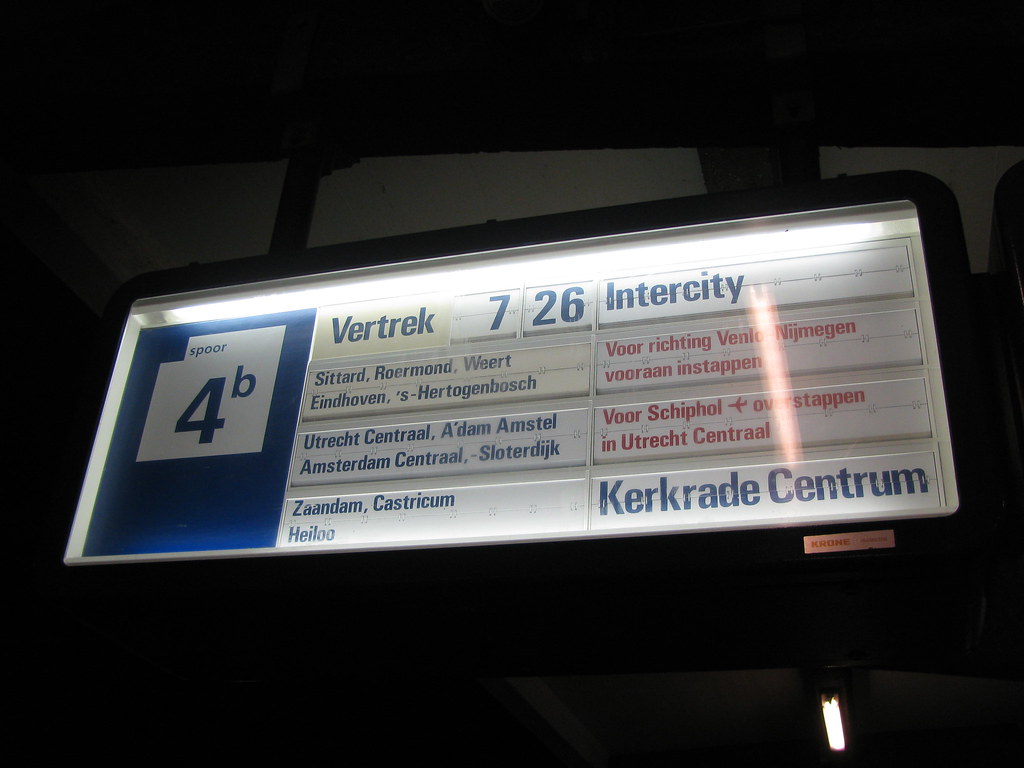 spoor
4b
Vertrek 7 26 Intercity
Sittard, Roermond, Weert
Eindhoven, 's-Hertogenbosch
Utrecht Centraal, A'dam Amstel
Amsterdam Centraal,-Sloterdijk
Zaandam, Castricum
Heiloo
Voor richting Venlo Nijmegen
vooraan instappen
Voor Schiphol overstappen
in Utrecht Centraal
Kerkrade Centrum
KRONE